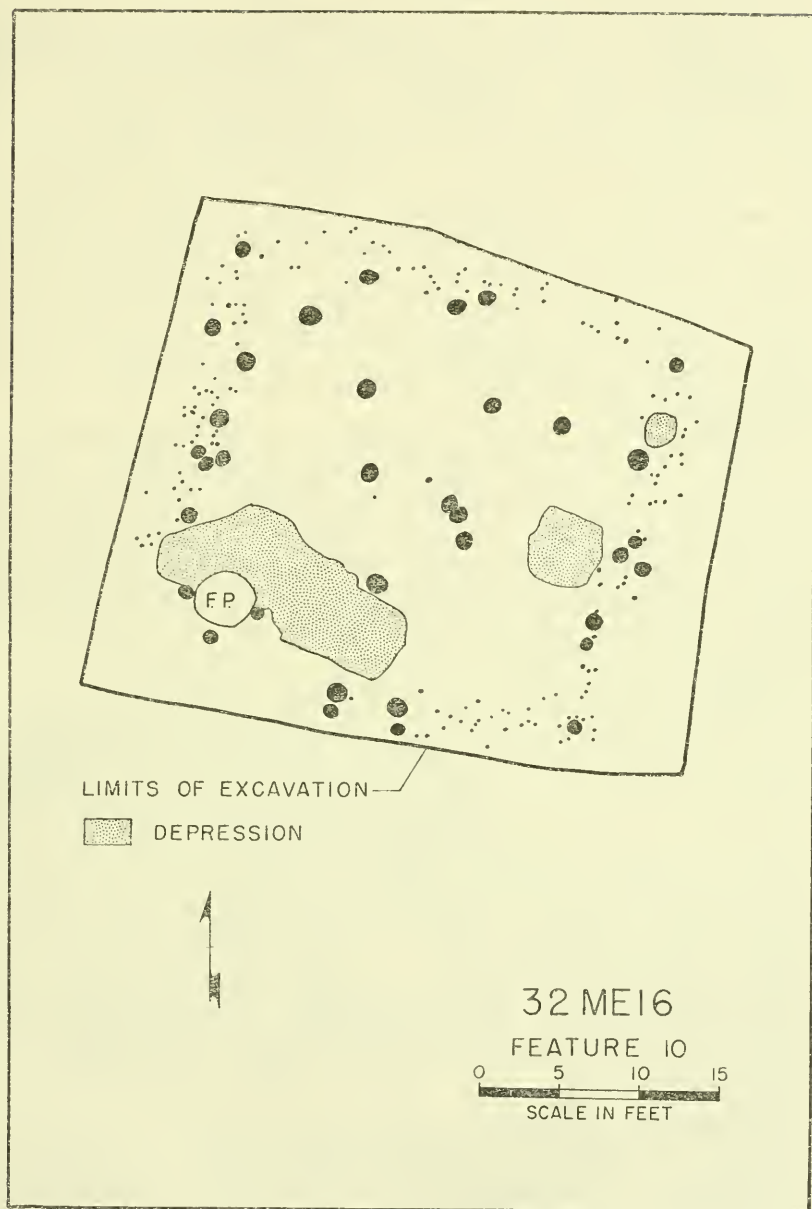 F.P.
LIMITS OF EXCAVATION
DEPRESSION
32 ME16
FEATURE 10
0 5 10 15
SCALE IN FEET